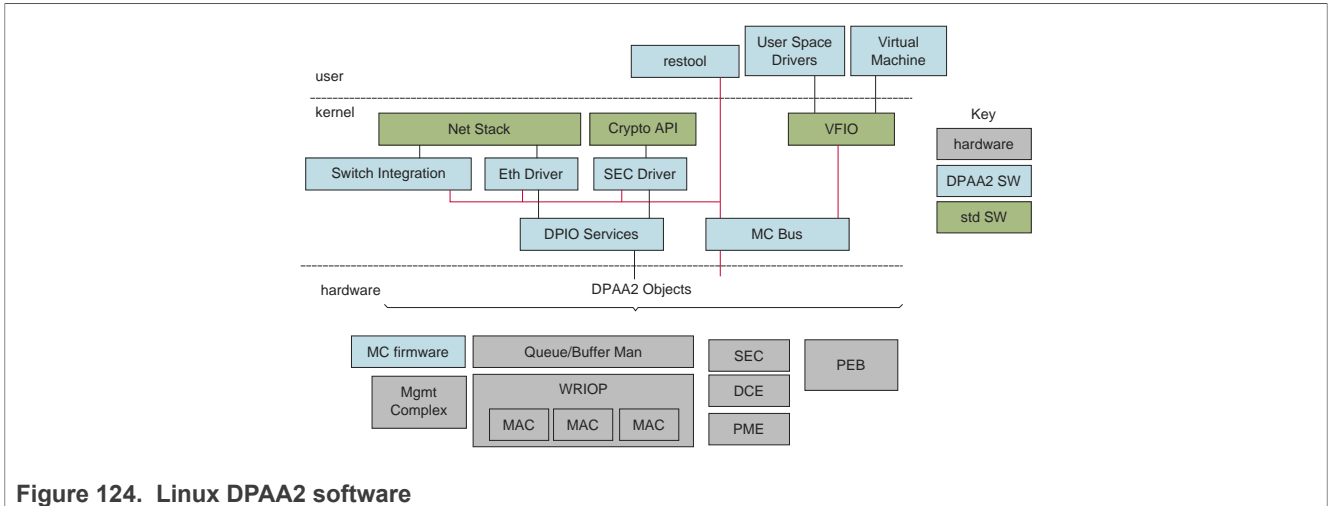 restool
User Space
Drivers
Virtual
Machine
user
kernel
Net Stack
Crypto API
VFIO
Key
hardware
DPAA2 SW
std SW
Switch Integration
Eth Driver
SEC Driver
DPIO Services
MC Bus
hardware
DPAA2 Objects
MC firmware
Queue/Buffer Man
SEC
PEB
Mgmt
Complex
WRIOP
MAC
MAC
MAC
DCE
PME
Figure 124. Linux DPAA2 software